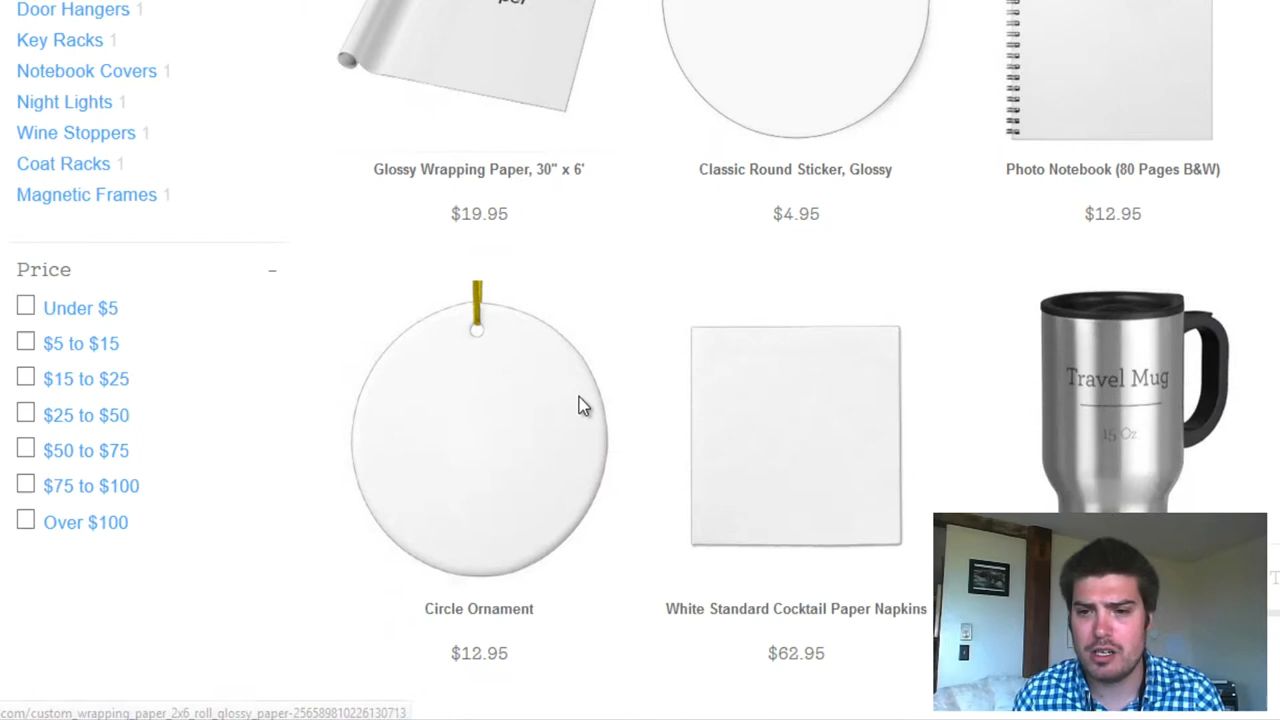 Door Hangers 1
Key Racks 1
Notebook Covers 1
Night Lights 1
Wine Stoppers 1
Coat Racks 1
Magnetic Frames 1
Price -
Under $5
$5 to $15
$15 to $25
$25 to $50
$50 to $75
$75 to $100
Over $100
Glossy Wrapping Paper, 30" x 6'
$19.95
Classic Round Sticker, Glossy
$4.95
Photo Notebook (80 Pages B&W)
$12.95
Circle Ornament
$12.95
White Standard Cocktail Paper Napkins
$62.95
Travel Mug
15 Oz
com/custom_wrapping_paper_2x6_roll_glossy_paper-256589810226130713